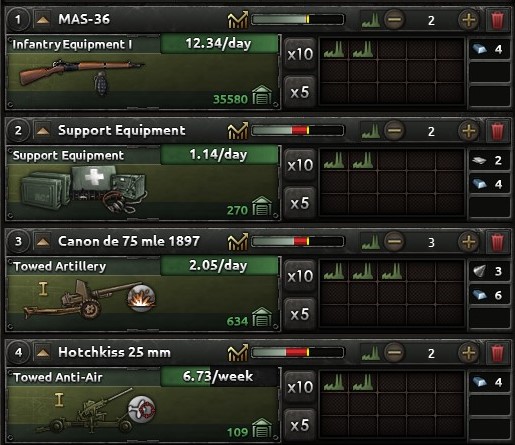 1 MAS-36 2
Infantry Equipment I 12.34/day x10 4
35580 x5
2 Support Equipment 2
Support Equipment 1.14/day x10 2
4
270 x5
3 Canon de 75 mle 1897 3
Towed Artillery 2.05/day x10 3
I 6
634 x5
4 Hotchkiss 25 mm 2
Towed Anti-Air 6.73/week x10 4
I
109 x5